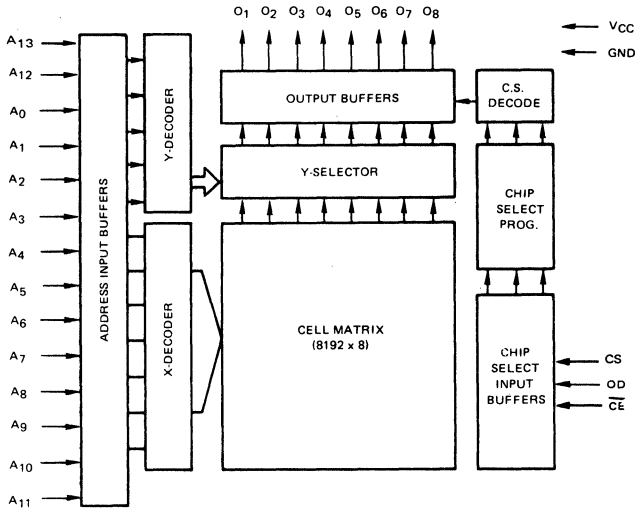 O1 O2 O3 O4 O5 O6 O7 O8
VCC
GND
A13
A12
A0
A1
A2
A3
A4
A5
A6
A7
A8
A9
A10
A11
ADDRESS INPUT BUFFERS
Y-DECODER
X-DECODER
OUTPUT BUFFERS
Y-SELECTOR
CELL MATRIX
(8192 x 8)
C.S.
DECODE
CHIP
SELECT
PROG.
CHIP
SELECT
INPUT
BUFFERS
CS
OD
C̅E̅